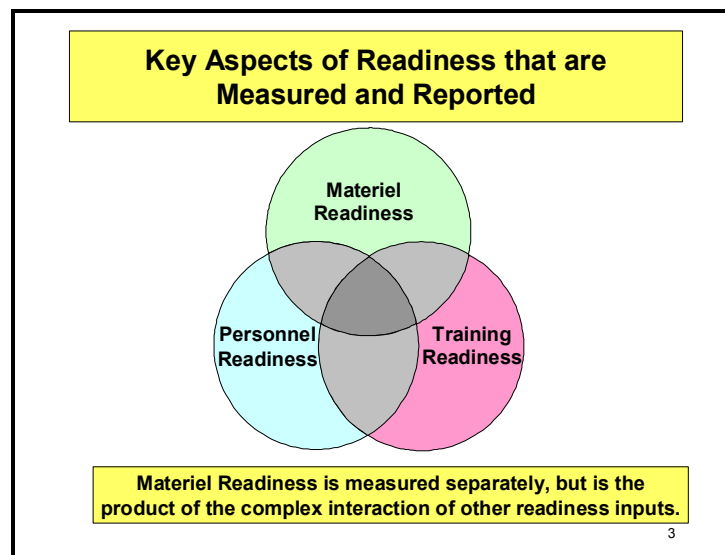 Key Aspects of Readiness that are
Measured and Reported
Materiel
Readiness
Personnel
Readiness
Training
Readiness
Materiel Readiness is measured separately, but is the
product of the complex interaction of other readiness inputs.
3